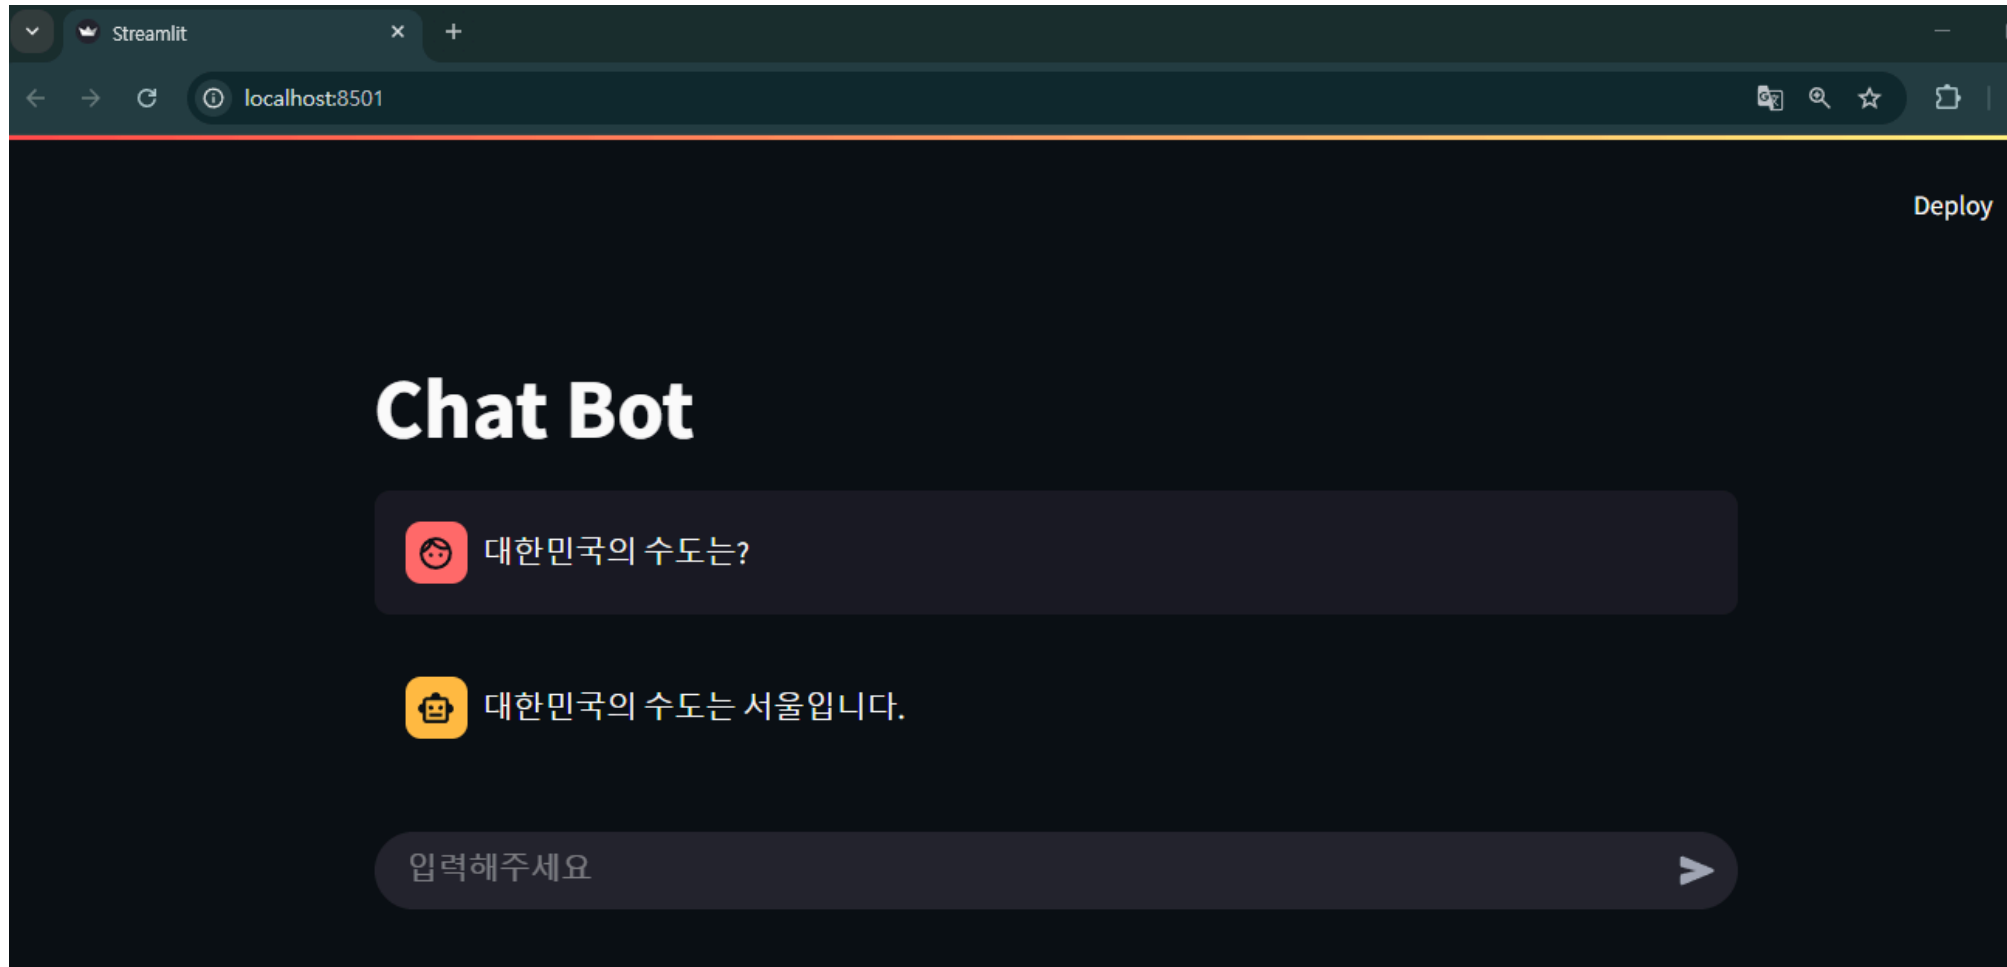 Streamlit
localhost:8501
Deploy
Chat Bot
대한민국의 수도는?
대한민국의 수도는 서울입니다.
입력해주세요